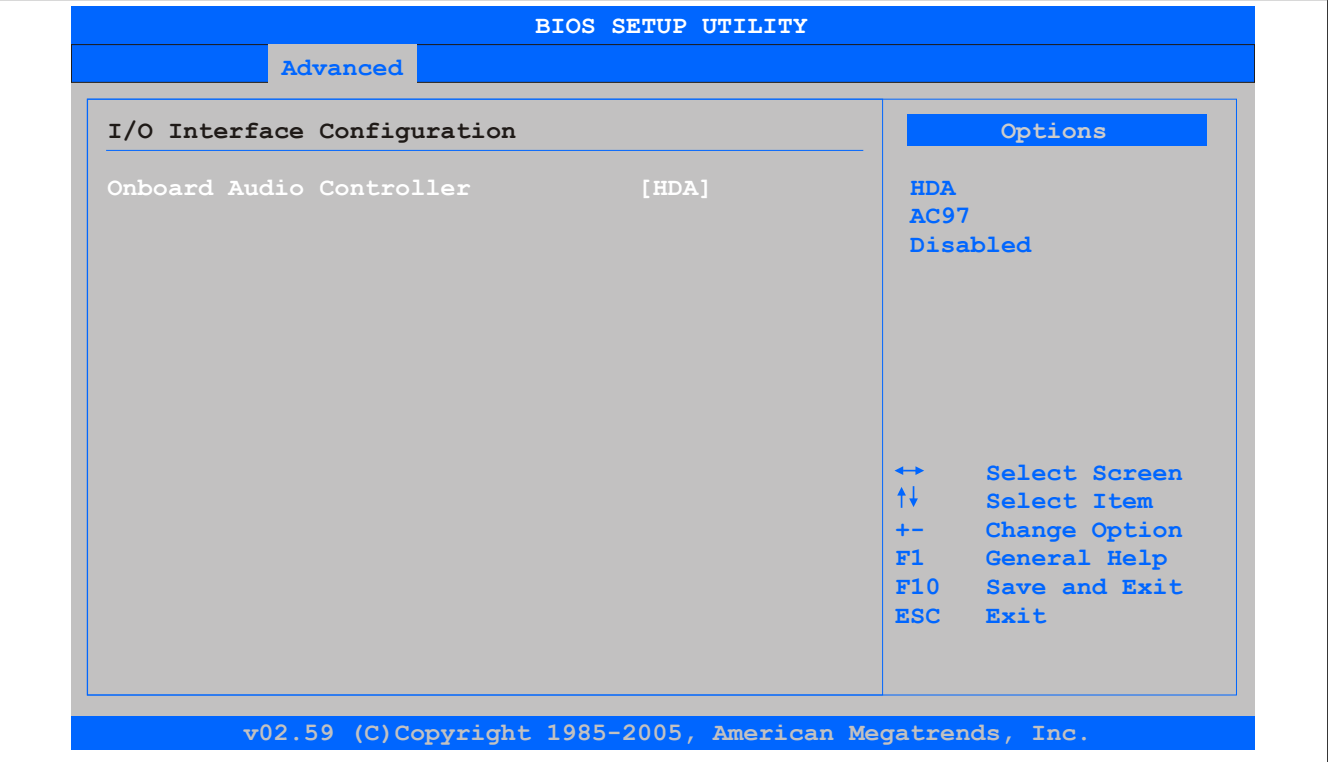 BIOS SETUP UTILITY
Advanced
I/O Interface Configuration
Onboard Audio Controller [HDA]
Options
HDA
AC97
Disabled
↔ Select Screen
↑↓ Select Item
+- Change Option
F1 General Help
F10 Save and Exit
ESC Exit
v02.59 (C)Copyright 1985-2005, American Megatrends, Inc.